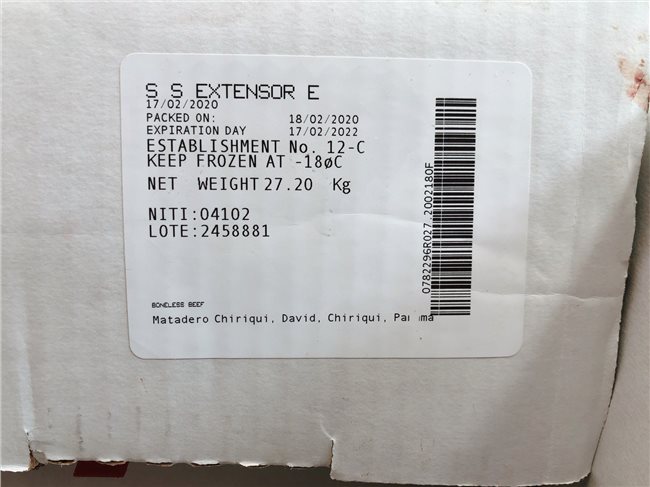 S S EXTENSOR E
17/02/2020
PACKED ON: 18/02/2020
EXPIRATION DAY 17/02/2022
ESTABLISHMENT No. 12-C
KEEP FROZEN AT -18øC
NET WEIGHT 27.20 Kg
NITI:04102
LOTE:2458881
BONELESS BEEF
Matadero Chiriqui, David, Chiriqui, Panama
0782296R027.2002180F